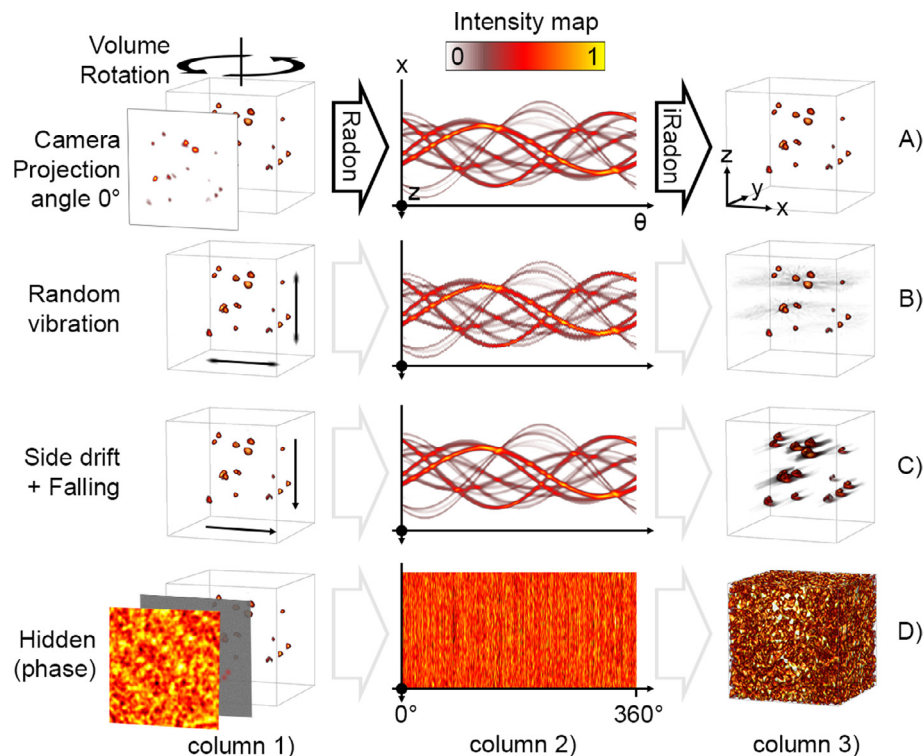 Intensity map
0 1
Volume
Rotation
Camera
Projection
angle 0°
Radon
x
z
θ
iRadon
z
y
x
A)
Random
vibration
B)
Side drift
+ Falling
C)
Hidden
(phase)
D)
0° 360°
column 1) column 2) column 3)